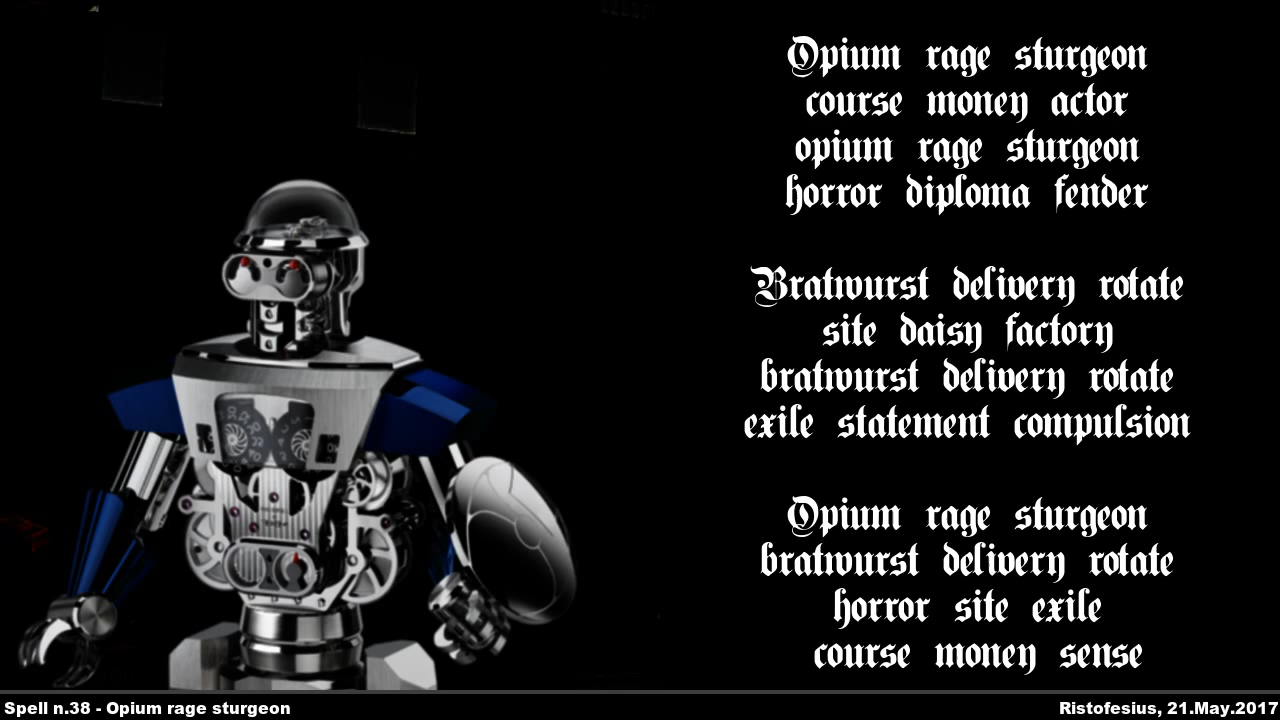 Opium rage sturgeon
course money actor
opium rage sturgeon
horror diploma fender
Bratwurst delivery rotate
site daisy factory
bratwurst delivery rotate
exile statement compulsion
Opium rage sturgeon
bratwurst delivery rotate
horror site exile
course money sense
Spell n.38 - Opium rage sturgeon
Ristofesius, 21.May.2017